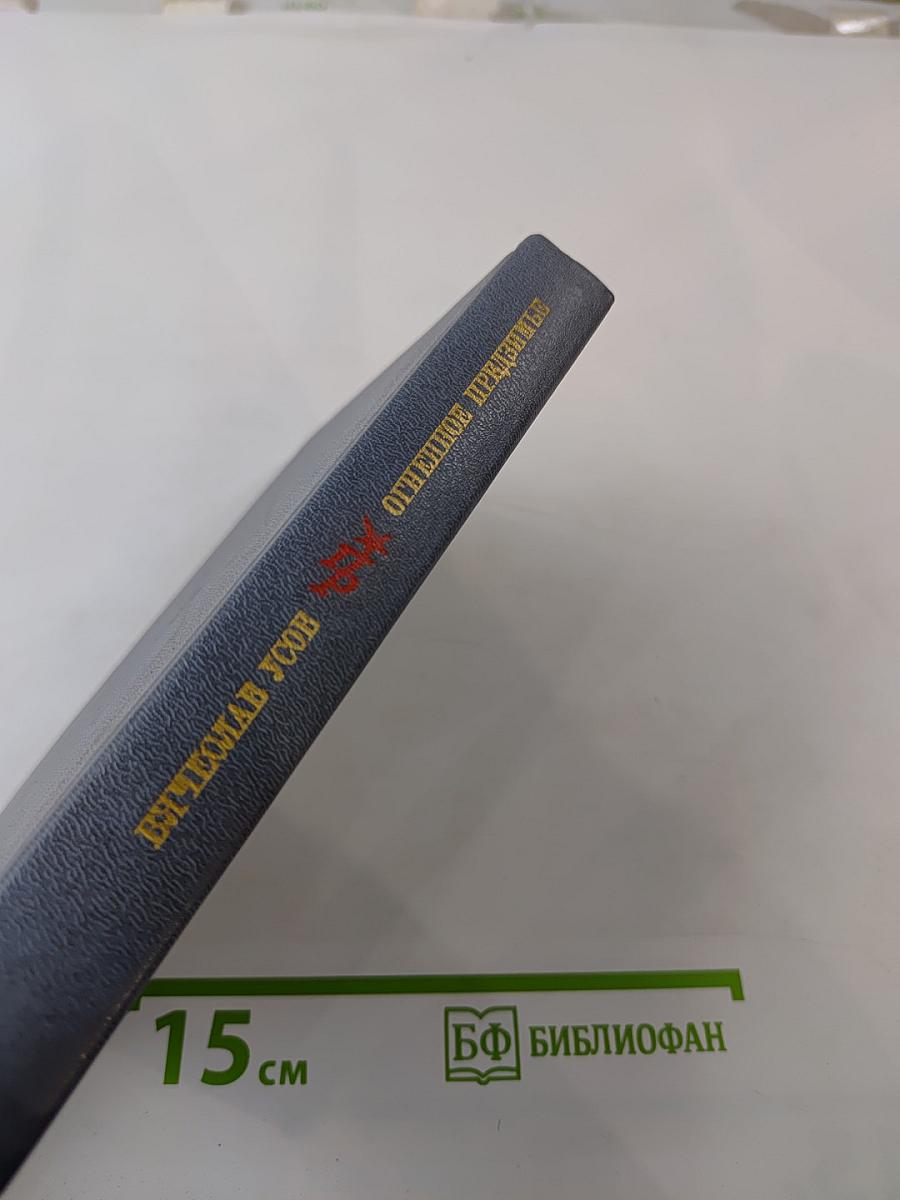 ВЯЧЕСЛАВ УСОВ ОГНЕННОЕ ПРЕДЗИМЬЕ
15 см
БФ БИБЛИОФАН